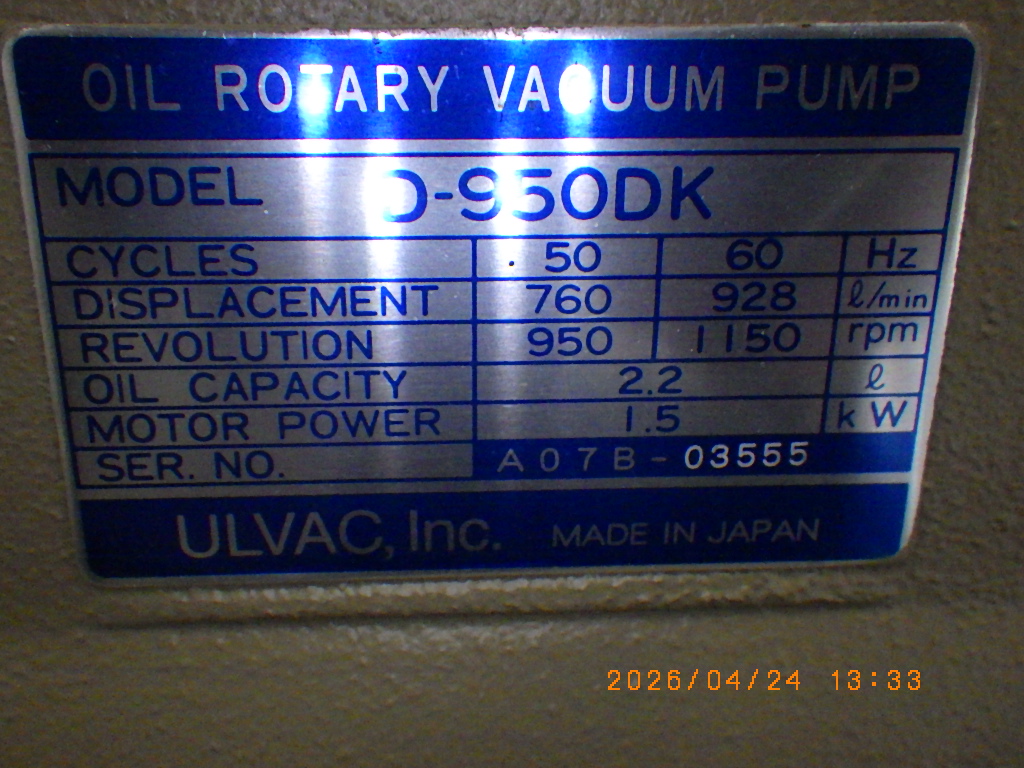 OIL ROTARY VACUUM PUMP
MODEL D-950DK
CYCLES 50 60 Hz
DISPLACEMENT 760 928 ℓ/min
REVOLUTION 950 1150 rpm
OIL CAPACITY 2.2 ℓ
MOTOR POWER 1.5 kW
SER. NO. A07B-03555
ULVAC, Inc. MADE IN JAPAN
2026/04/24 13:33